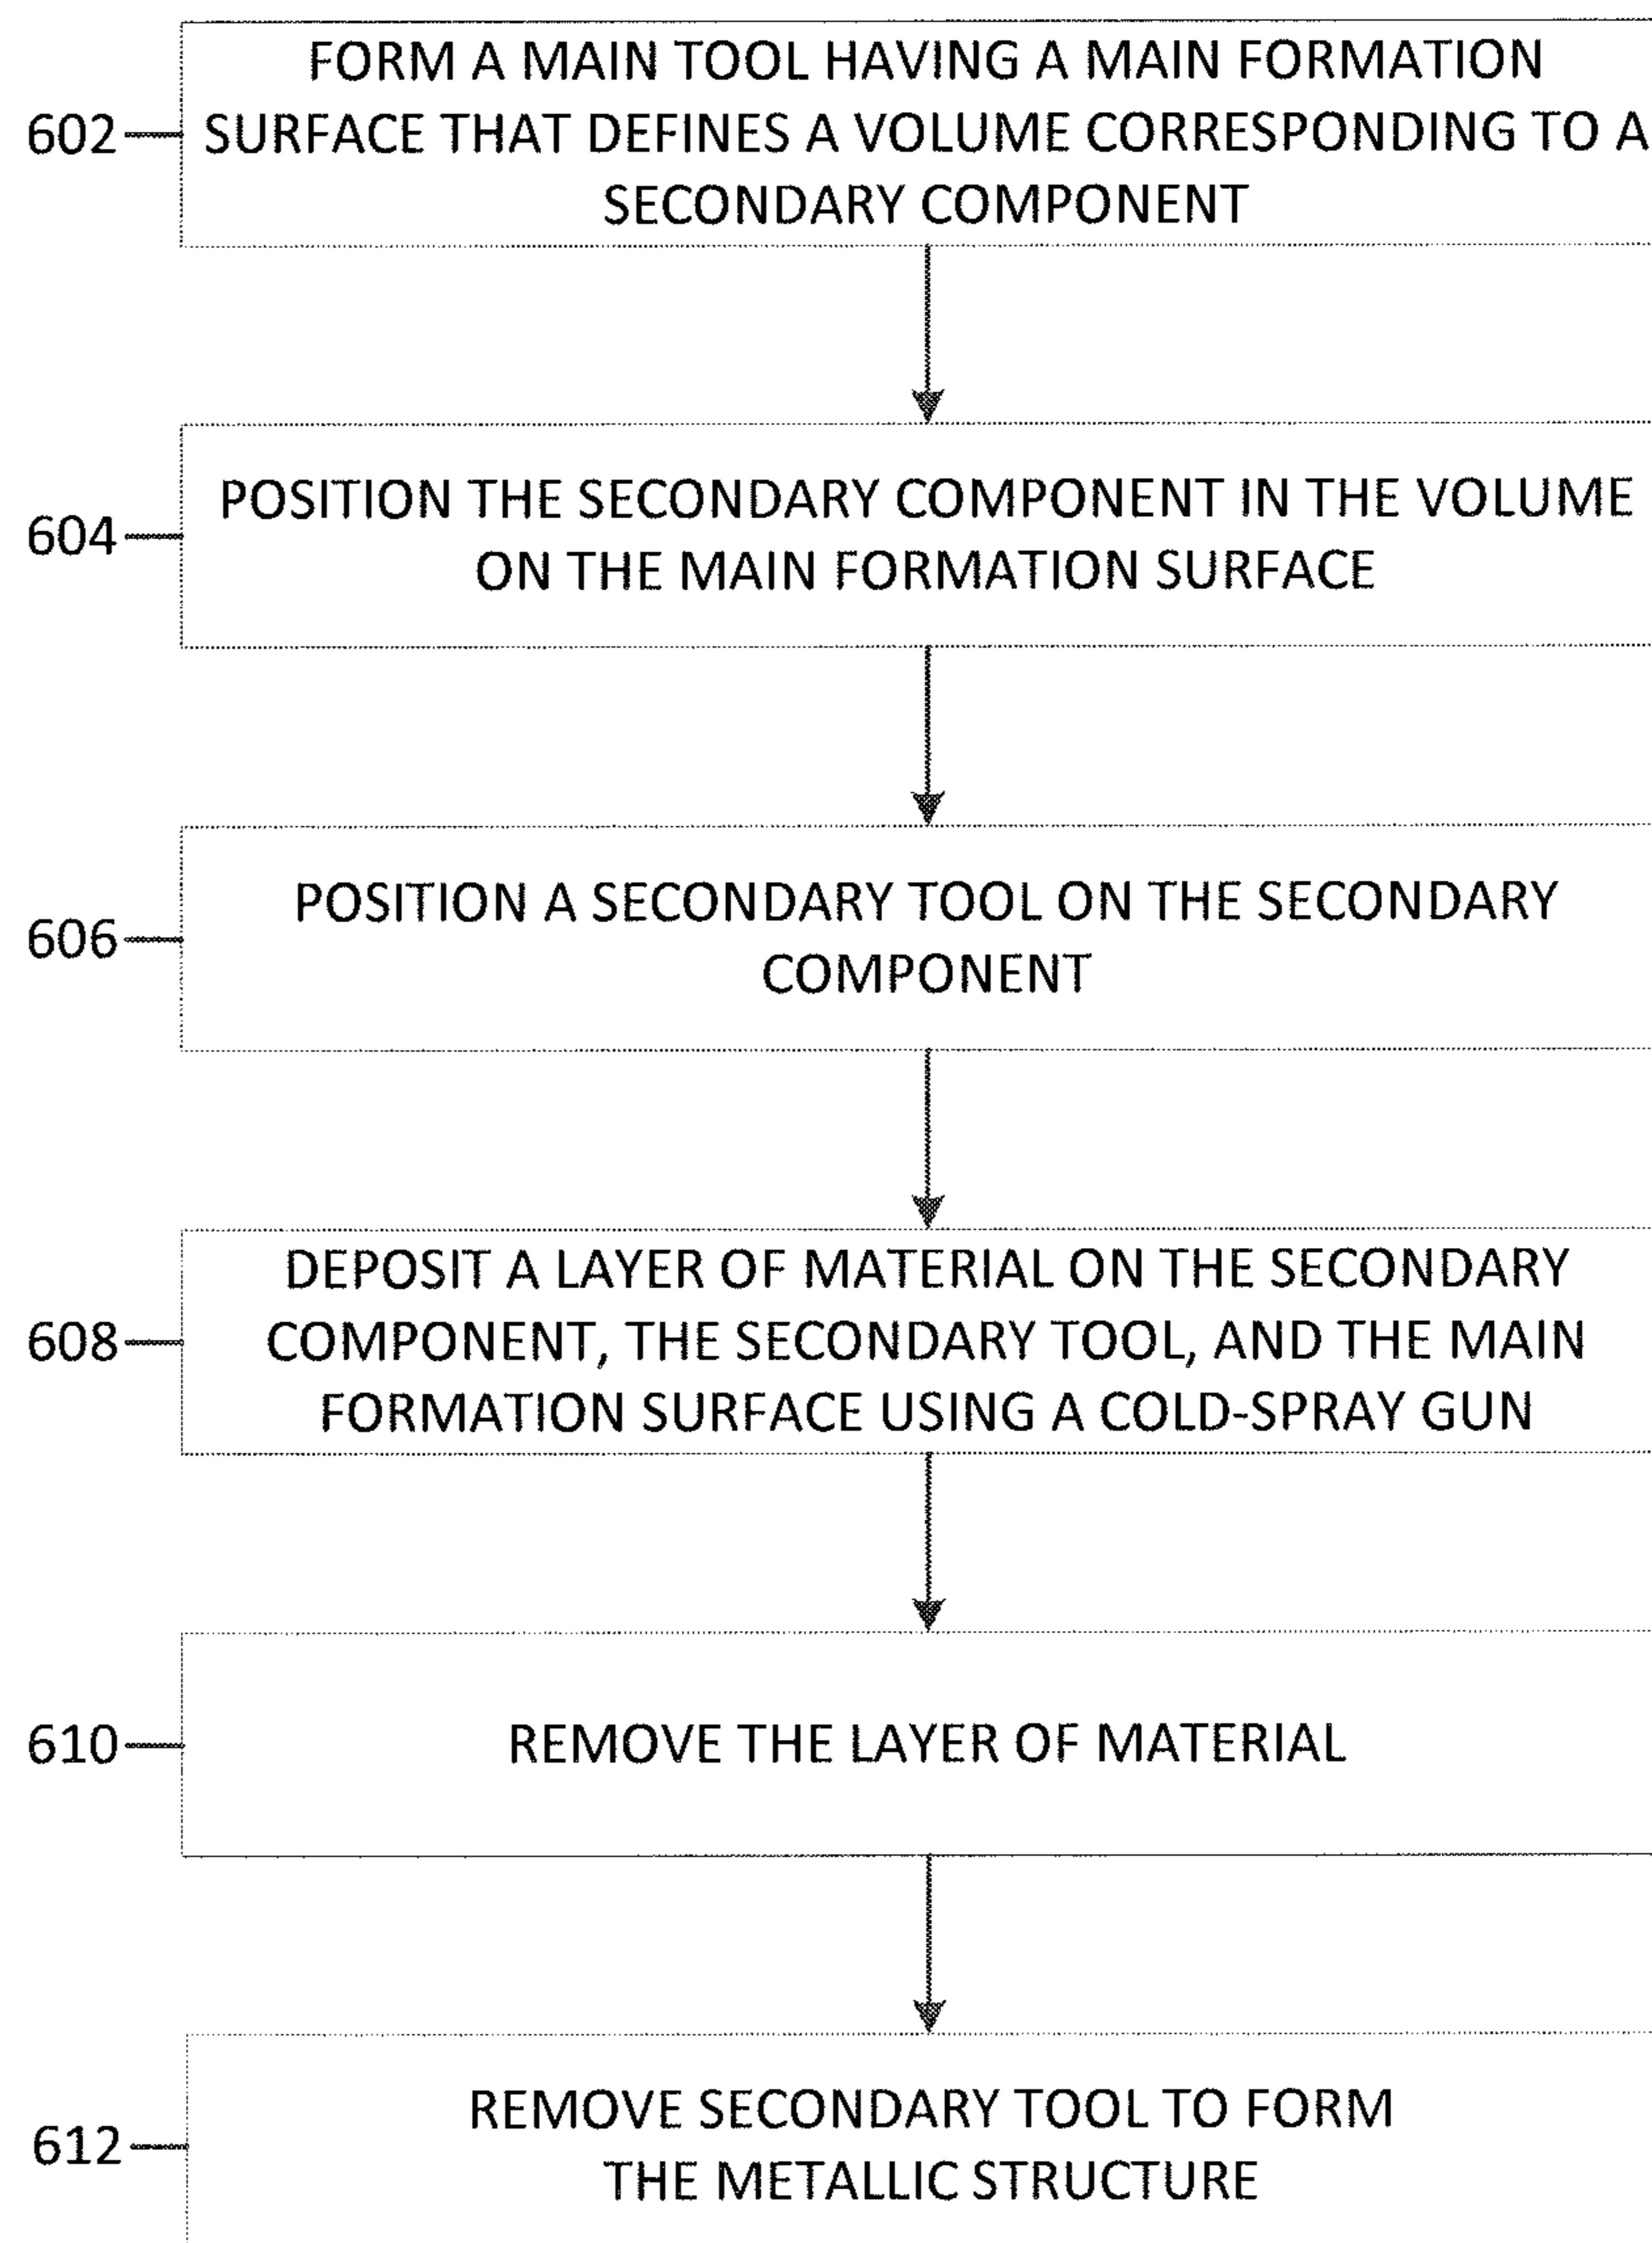 FORM A MAIN TOOL HAVING A MAIN FORMATION
602 SURFACE THAT DEFINES A VOLUME CORRESPONDING TO A
SECONDARY COMPONENT
POSITION THE SECONDARY COMPONENT IN THE VOLUME
604
ON THE MAIN FORMATION SURFACE
POSITION A SECONDARY TOOL ON THE SECONDARY
606
COMPONENT
DEPOSIT A LAYER OF MATERIAL ON THE SECONDARY
608 COMPONENT, THE SECONDARY TOOL, AND THE MAIN
FORMATION SURFACE USING A COLD-SPRAY GUN
610 REMOVE THE LAYER OF MATERIAL
REMOVE SECONDARY TOOL TO FORM
612
THE METALLIC STRUCTURE